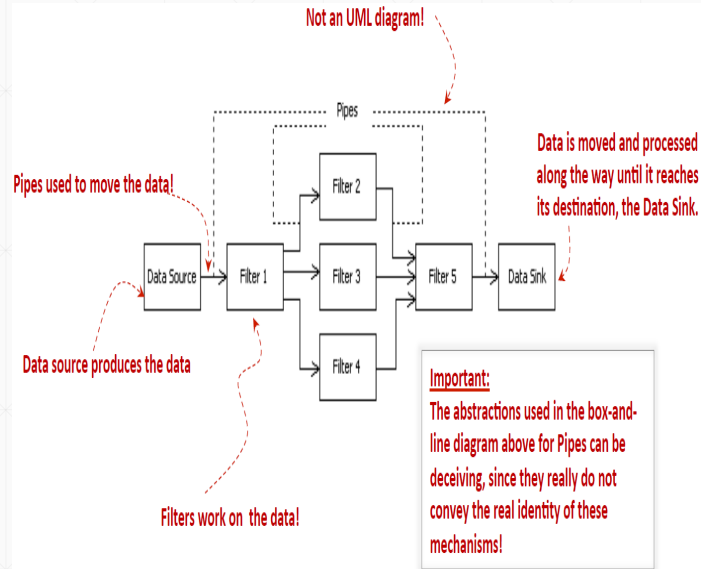 Not an UML diagram!
Pipes
Data is moved and processed
along the way until it reaches
its destination, the Data Sink.
Pipes used to move the data!
Filter 2
Data Source
Filter 1
Filter 3
Filter 5
Data Sink
Filter 4
Data source produces the data
Important:
The abstractions used in the box-and-
line diagram above for Pipes can be
deceiving, since they really do not
convey the real identity of these
mechanisms!
Filters work on the data!